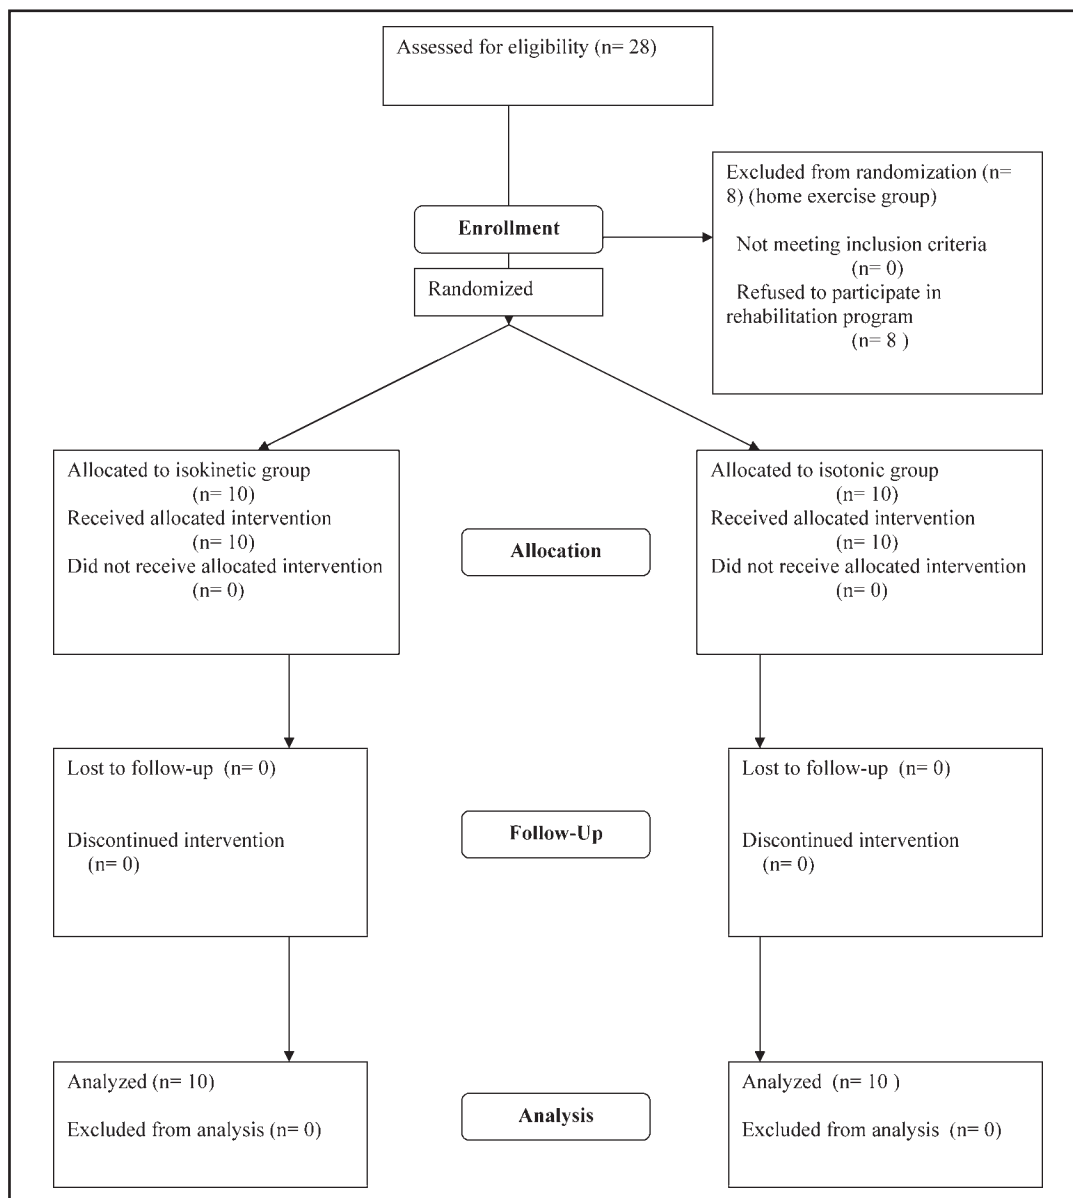 Assessed for eligibility (n= 28)
Excluded from randomization (n=
8) (home exercise group)
Not meeting inclusion criteria
(n= 0)
Refused to participate in
rehabilitation program
(n= 8 )
Enrollment
Randomized
Allocated to isokinetic group
(n= 10)
Received allocated intervention
(n= 10)
Did not receive allocated intervention
(n= 0)
Allocation
Allocated to isotonic group
(n= 10)
Received allocated intervention
(n= 10)
Did not receive allocated intervention
(n= 0)
Lost to follow-up (n= 0)
Discontinued intervention
(n= 0)
Follow-Up
Lost to follow-up (n= 0)
Discontinued intervention
(n= 0)
Analyzed (n= 10)
Excluded from analysis (n= 0)
Analysis
Analyzed (n= 10 )
Excluded from analysis (n= 0)